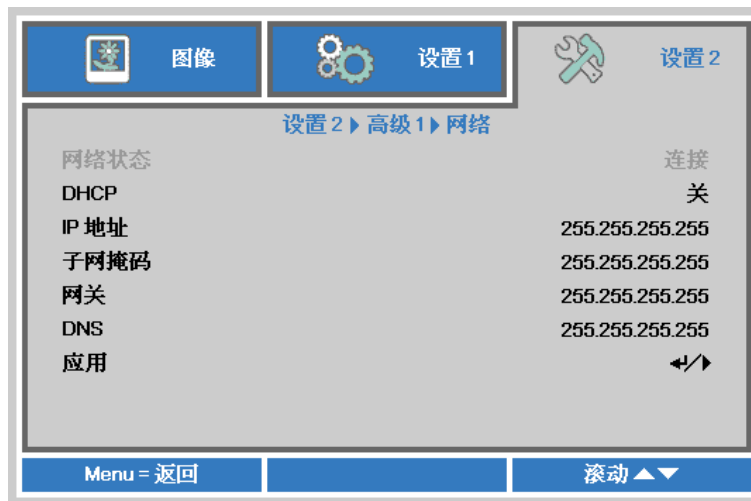 图像 设置 1 设置 2
设置 2 ▶ 高级 1 ▶ 网络
网络状态 连接
DHCP 关
IP 地址 255.255.255.255
子网掩码 255.255.255.255
网关 255.255.255.255
DNS 255.255.255.255
应用 ↵/▶
Menu = 返回 滚动 ▲▼